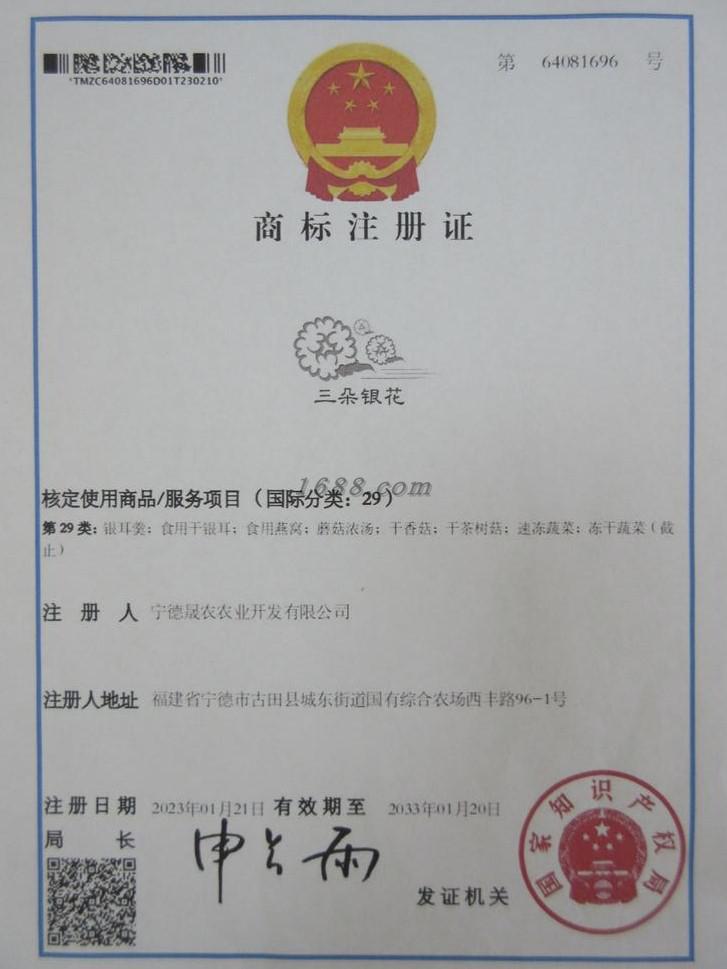 *TMZC64081696D01T230210*
第 64081696 号
商标注册证
三朵银花
1688.com
核定使用商品/服务项目（国际分类：29）
第29类：银耳羹；食用干银耳；食用燕窝；蘑菇浓汤；干香菇；干茶树菇；速冻蔬菜；冻干蔬菜（截
止）
注册人 宁德晟农农业开发有限公司
注册人地址 福建省宁德市古田县城东街道国有综合农场西丰路96-1号
注册日期 2023年01月21日 有效期至 2033年01月20日
局长 申长雨
发证机关
国家知识产权局